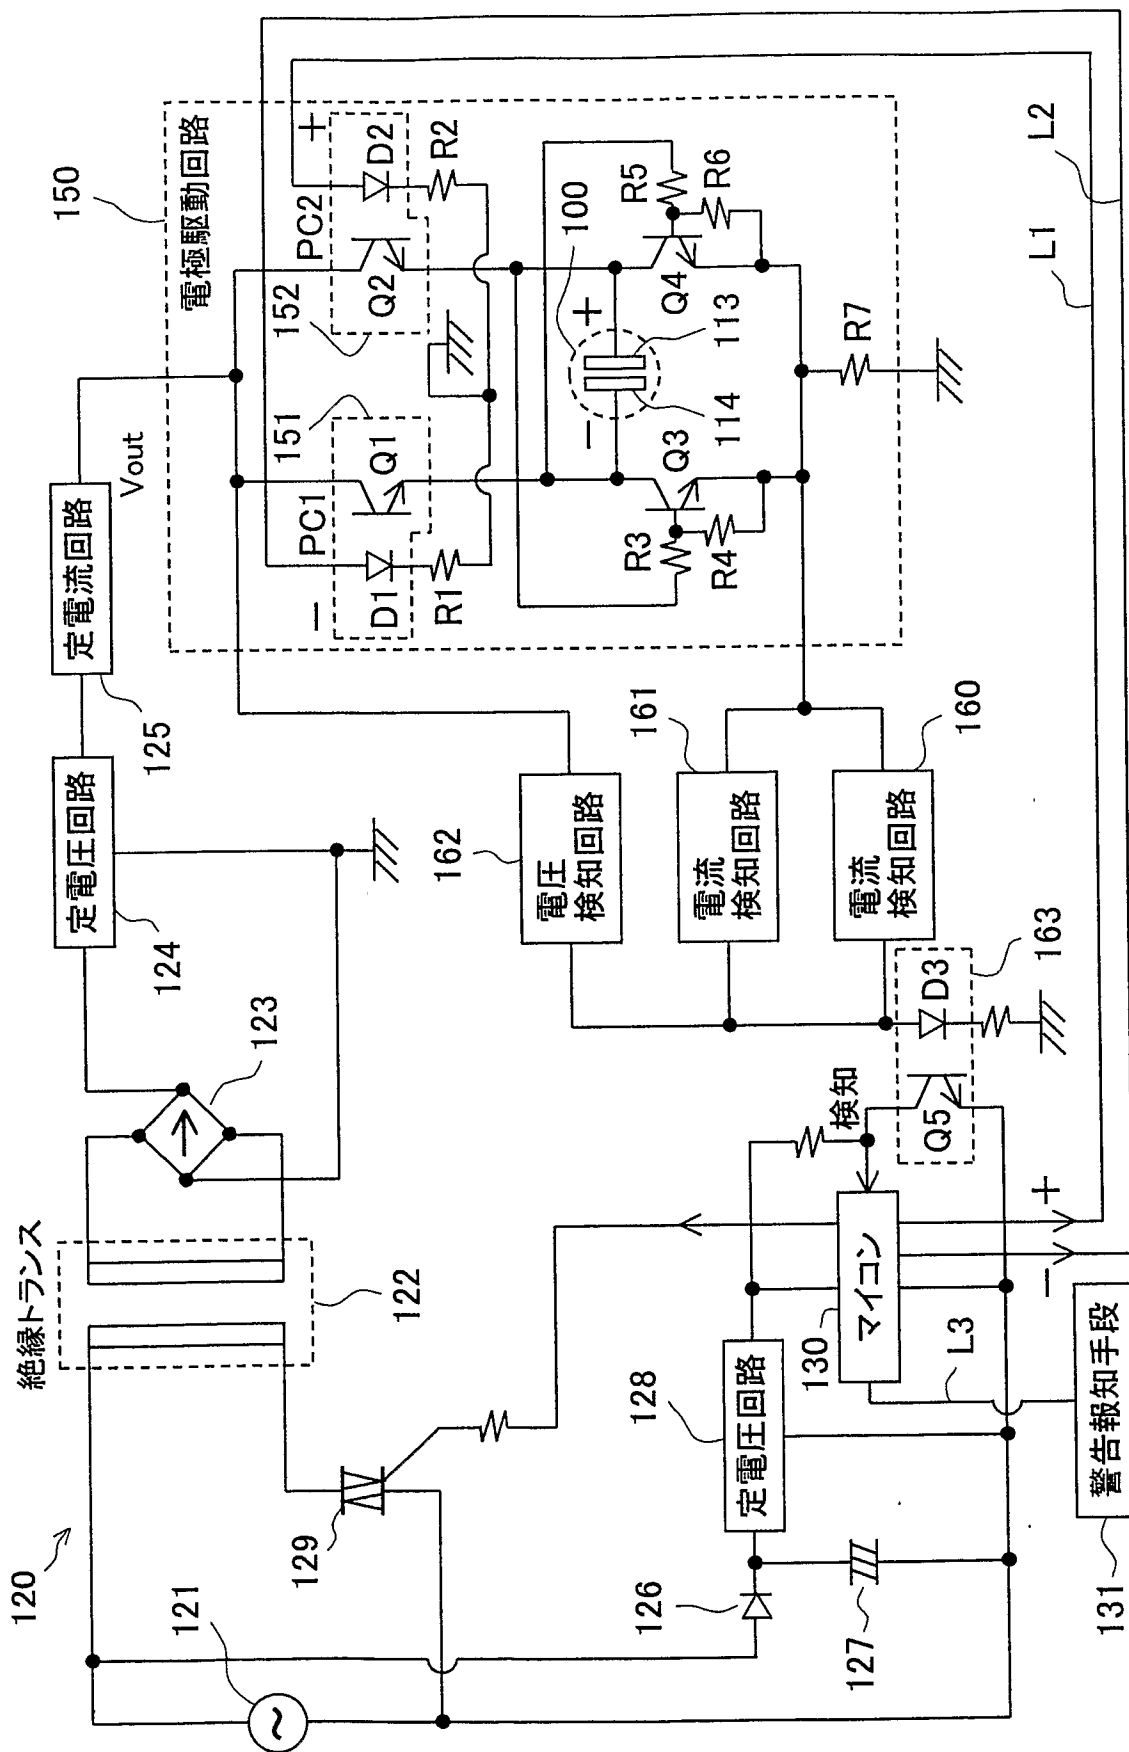 120
121
絶縁トランス
122
123
124
定電圧回路
125
定電流回路
Vout
150
電極駆動回路
129
−
PC1
D1
Q1
R1
151
152
PC2
+
D2
Q2
R2
100
−
+
114
113
R3
R4
Q3
Q4
R5
R6
R7
L1
L2
162
電圧
検知回路
161
電流
検知回路
160
電流
検知回路
163
D3
Q5
検知
126
127
128
定電圧回路
130
マイコン
−
+
L3
131
警告報知手段